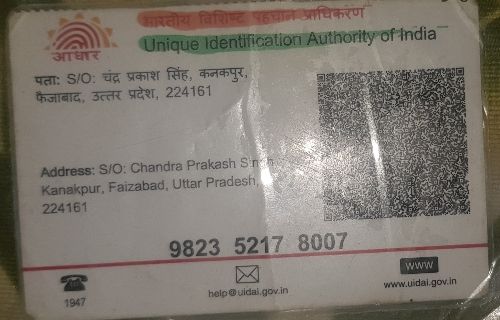 भारतीय विशिष्ट पहचान प्राधिकरण
Unique Identification Authority of India
आधार
पता: S/O: चंद्र प्रकाश सिंह, कनकपुर,
फैजाबाद, उत्तर प्रदेश, 224161
Address: S/O: Chandra Prakash Singh
Kanakpur, Faizabad, Uttar Pradesh,
224161
9823 5217 8007
1947
help@uidai.gov.in
www
www.uidai.gov.in